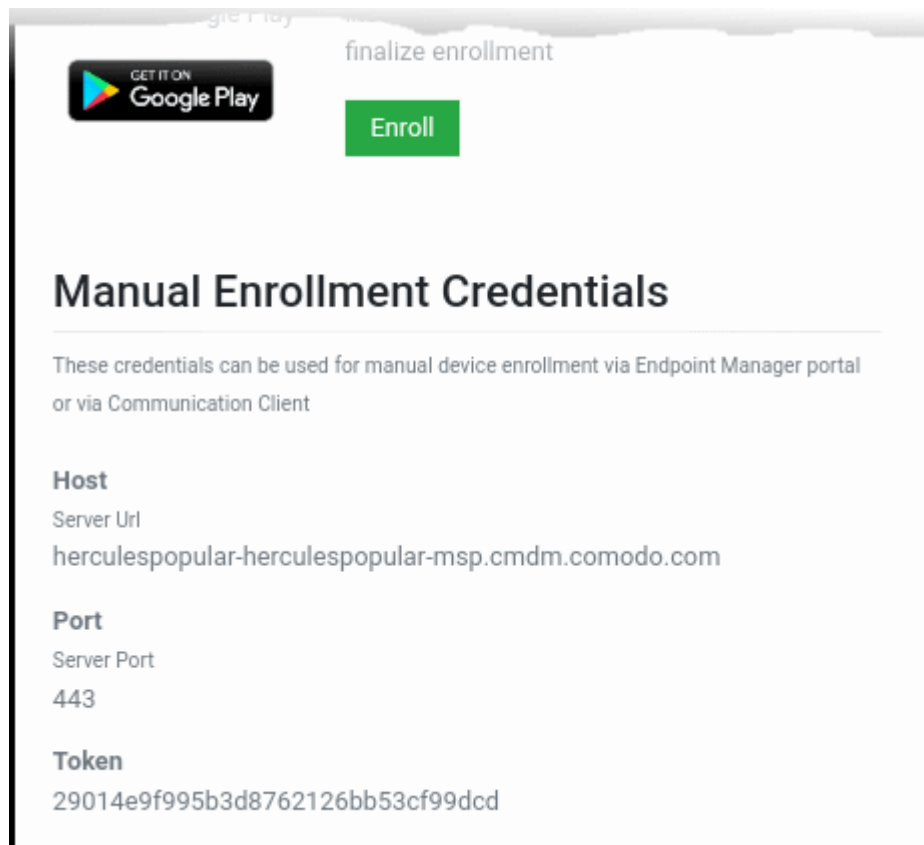 Google Play
finalize enrollment
GET IT ON
Google Play
Enroll
Manual Enrollment Credentials
These credentials can be used for manual device enrollment via Endpoint Manager portal
or via Communication Client
Host
Server Url
herculespopular-herculespopular-msp.cmdm.comodo.com
Port
Server Port
443
Token
29014e9f995b3d8762126bb53cf99dcd